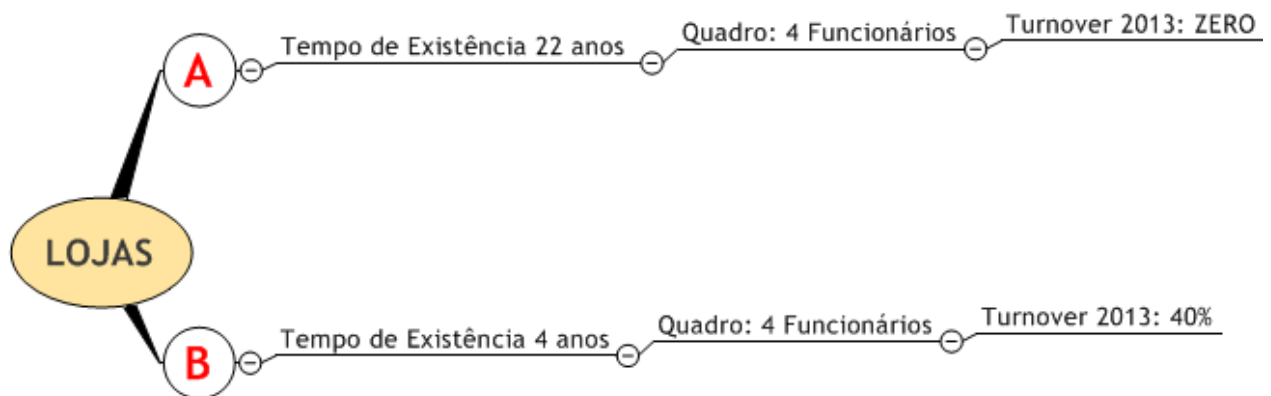 LOJAS
A
Tempo de Existência 22 anos
Quadro: 4 Funcionários
Turnover 2013: ZERO
B
Tempo de Existência 4 anos
Quadro: 4 Funcionários
Turnover 2013: 40%